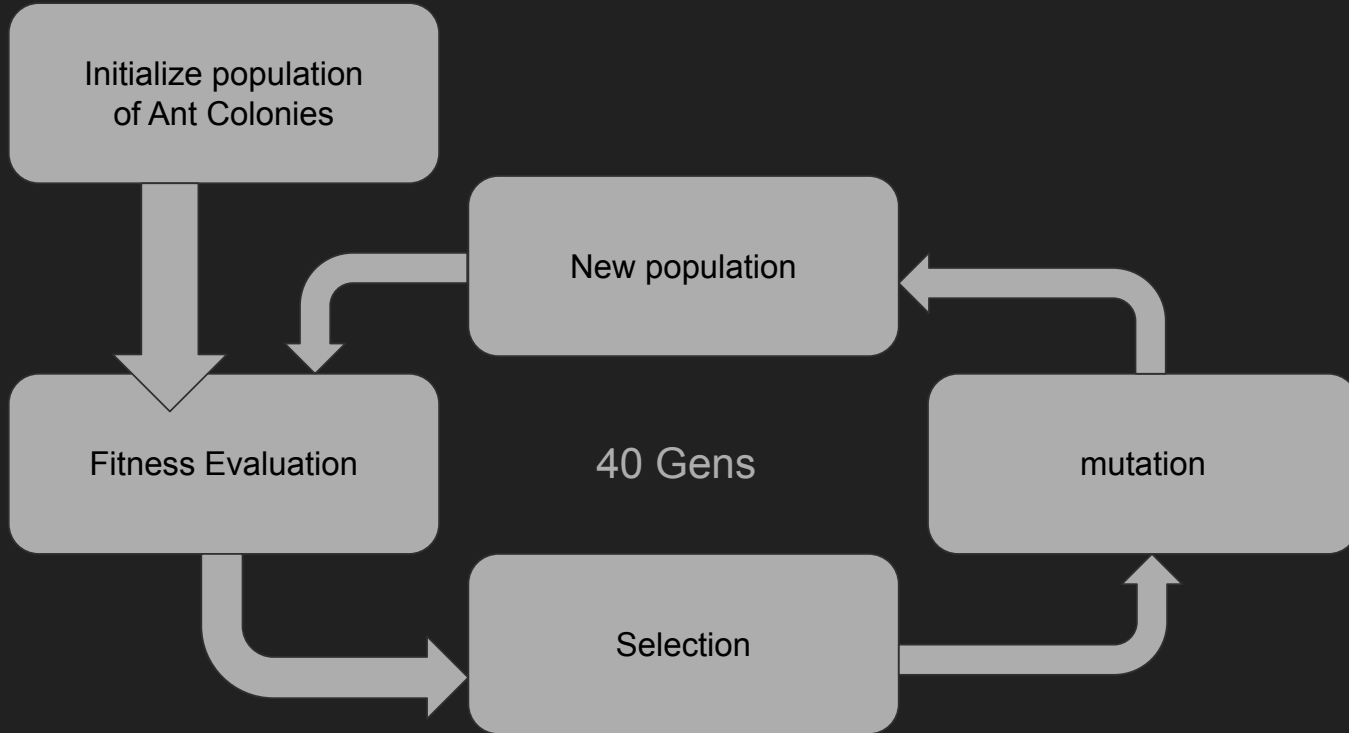 Initialize population
of Ant Colonies
New population
Fitness Evaluation
40 Gens
mutation
Selection